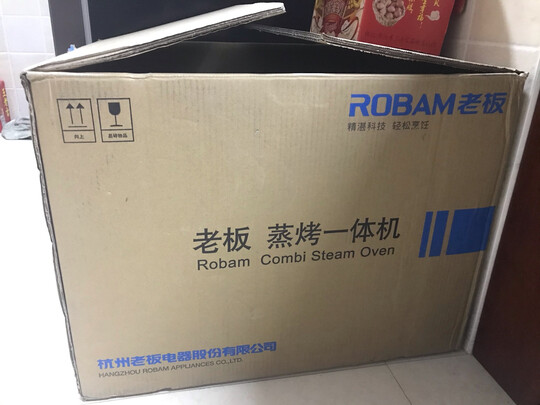 ROBAM老板
精湛科技 轻松烹饪
向上
易碎物品
老板 蒸烤一体机
Robam Combi Steam Oven
杭州老板电器股份有限公司
HANGZHOU ROBAM APPLIANCES CO.,LTD.